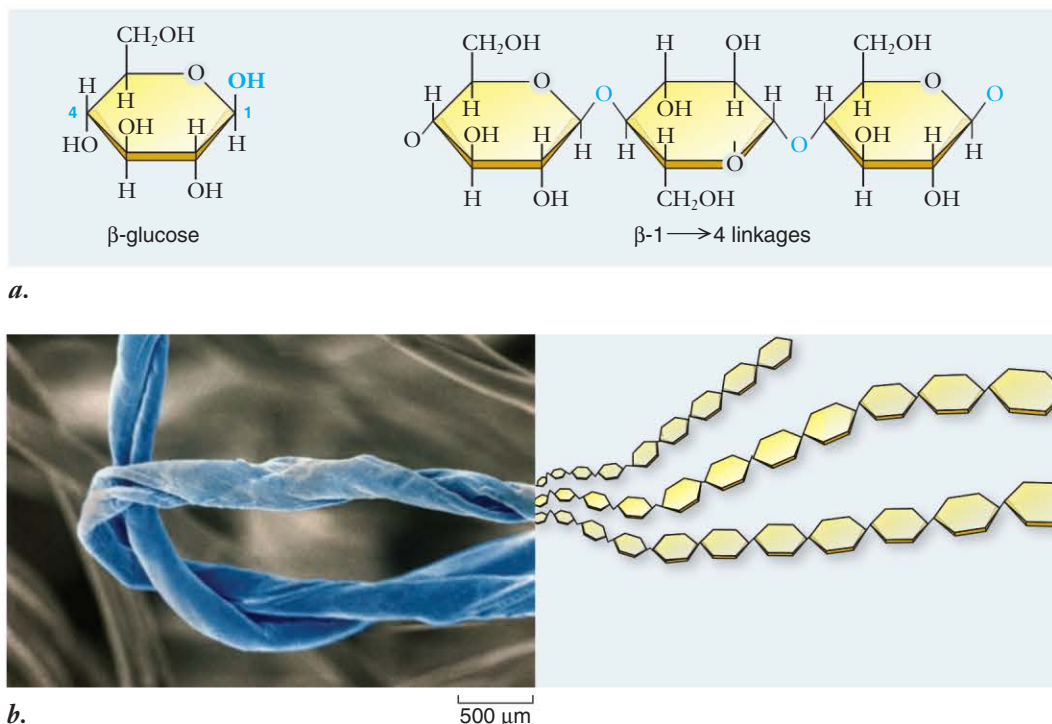 CH₂OH
H O OH
4 H 1
HO OH H H
H OH
β-glucose
CH₂OH H OH CH₂OH
H O O H O O
H OH H H H
O OH H H H O OH H H
H OH CH₂OH O H OH
β-1 → 4 linkages
a.
b.
500 μm